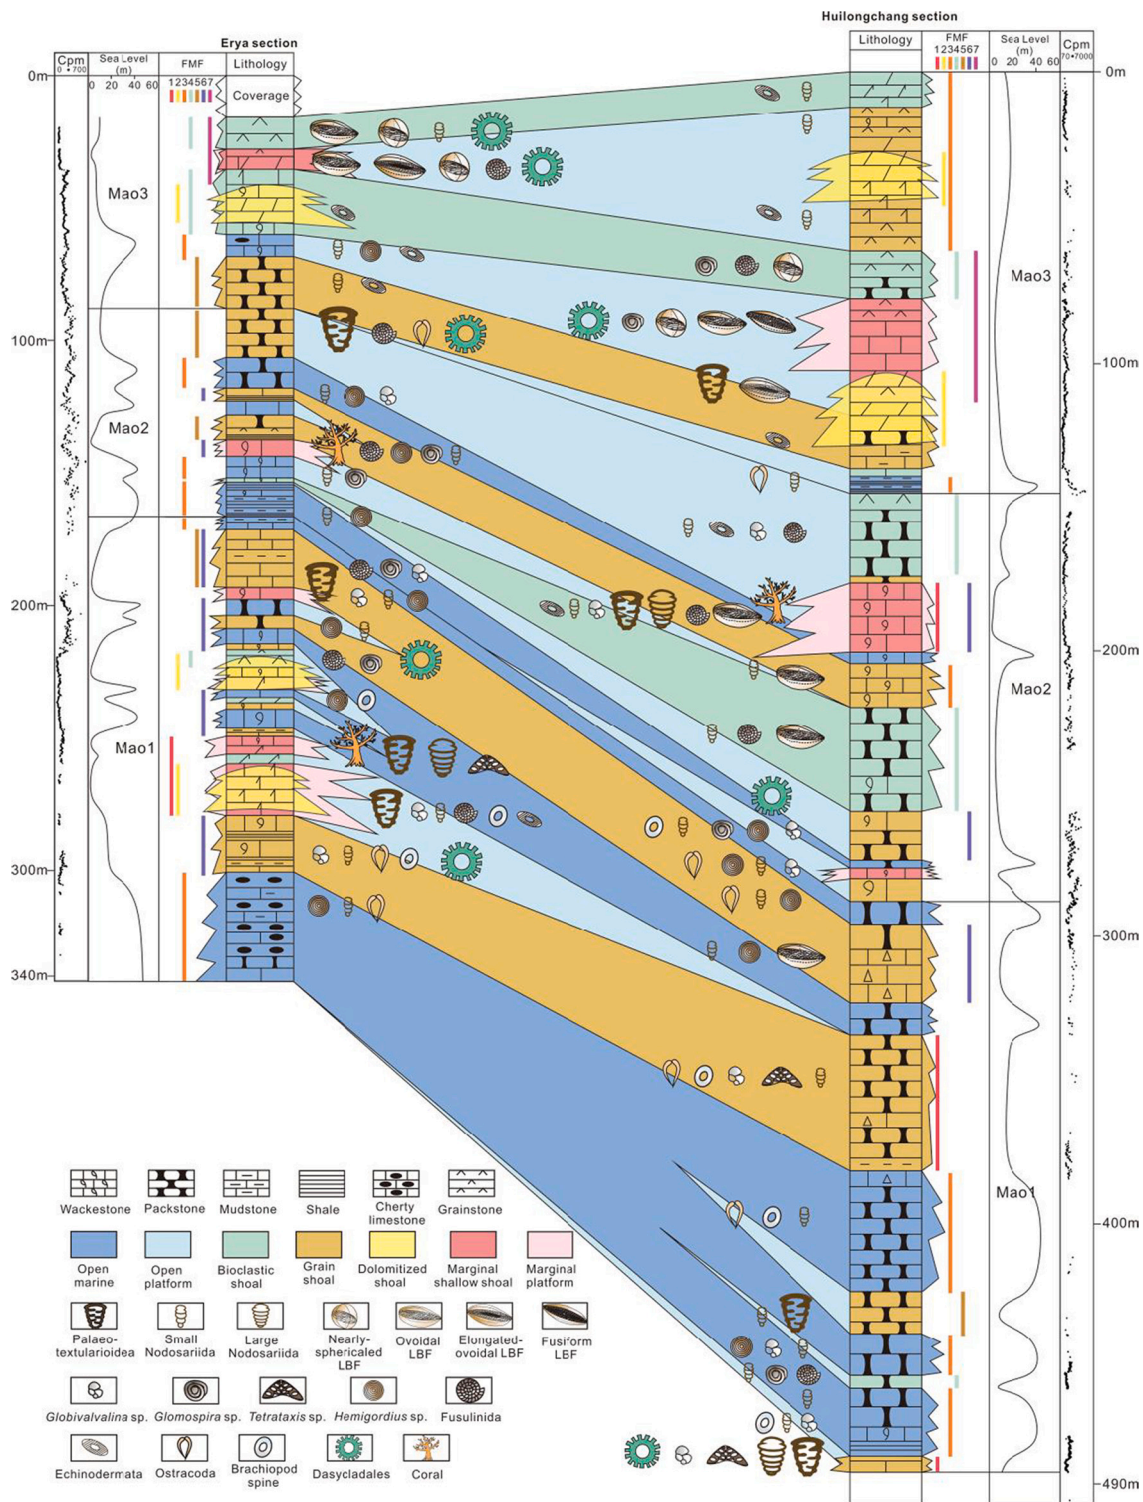 Huilongchang section
Erya section
Cpm
0 700
Sea Level
(m)
0 20 40 60
FMF
1234567
Lithology
Lithology
FMF
1234567
Sea Level
(m)
0 20 40 60
Cpm
70 7000
0m
Coverage
0m
Mao3
Mao3
100m
100m
Mao2
200m
200m
Mao2
Mao1
300m
300m
340m
Mao1
400m
490m
Wackestone
Packstone
Mudstone
Shale
Cherty
limestone
Grainstone
Open
marine
Open
platform
Bioclastic
shoal
Grain
shoal
Dolomitized
shoal
Marginal
shallow shoal
Marginal
platform
Palaeo-
textularioidea
Small
Nodosariida
Large
Nodosariida
Nearly-
sphericaled
LBF
Ovoidal
LBF
Elongated-
ovoidal LBF
Fusiform
LBF
Globivalvalina sp.
Glomospira sp.
Tetrataxis sp.
Hemigordius sp.
Fusulinida
Echinodermata
Ostracoda
Brachiopod
spine
Dasycladales
Coral